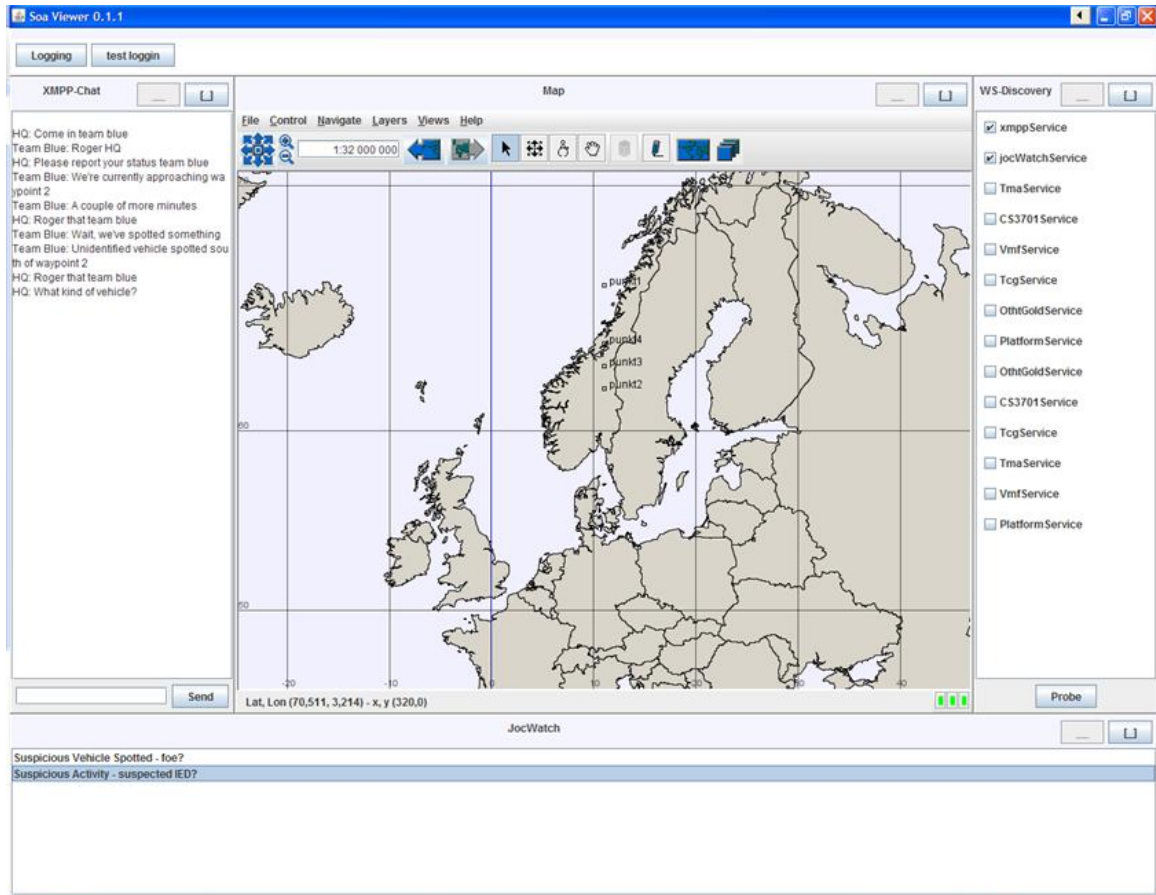 Soa Viewer 0.1.1
Logging
test loggin
XMPP-Chat
HQ: Come in team blue
Team Blue: Roger HQ
HQ: Please report your status team blue
Team Blue: We're currently approaching wa
ypoint 2
Team Blue: A couple of more minutes
HQ: Roger that team blue
Team Blue: Wait, we've spotted something
Team Blue: Unidentified vehicle spotted sou
th of waypoint 2
HQ: Roger that team blue
HQ: What kind of vehicle?
Send
Map
File Control Navigate Layers Views Help
1:32 000 000
70
punkt1
punkt4
punkt3
punkt2
60
50
-20 -10 0 10 20 30 40
Lat, Lon (70,511, 3,214) - x, y (320,0)
WS-Discovery
xmppService
jocWatchService
TmaService
CS3701Service
VmfService
TcgService
OthtGoldService
PlatformService
OthtGoldService
CS3701Service
TcgService
TmaService
VmfService
PlatformService
Probe
JocWatch
Suspicious Vehicle Spotted - foe?
Suspicious Activity - suspected IED?